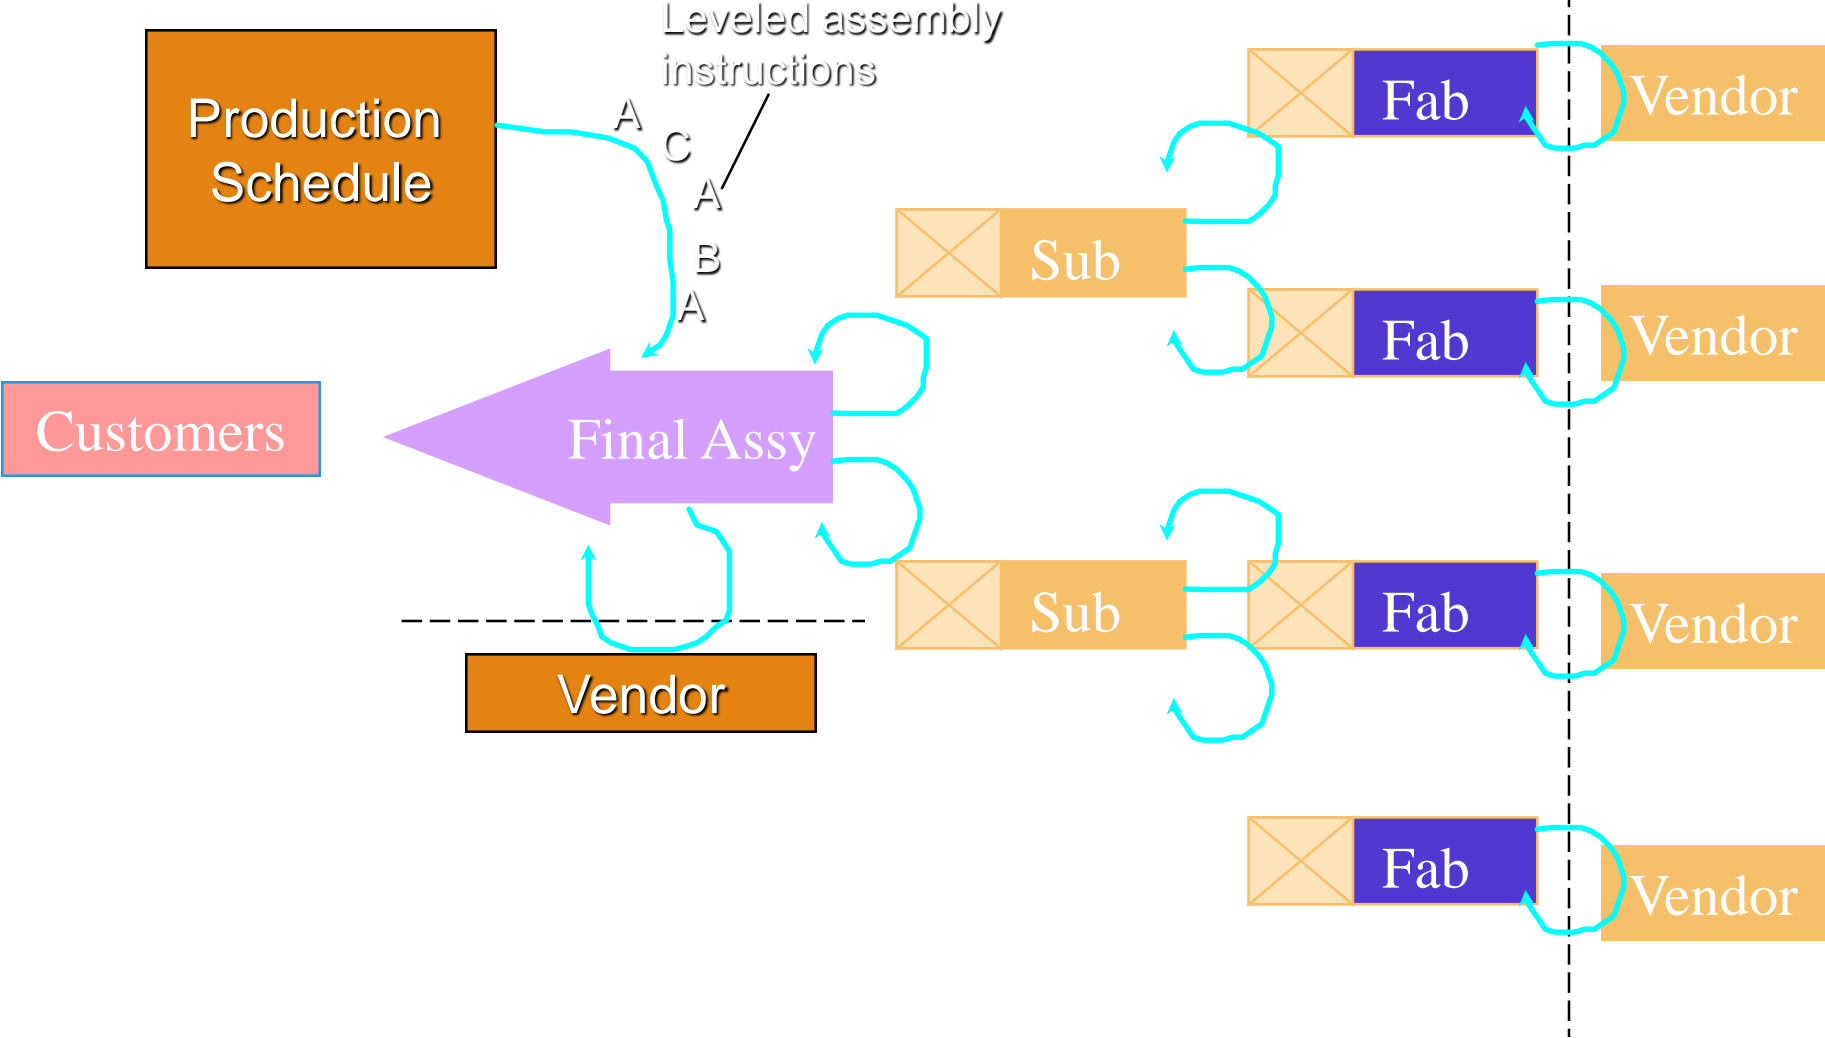 Leveled assembly
instructions
Production
Schedule
A
C
A
B
A
Customers
Final Assy
Vendor
Sub
Sub
Fab
Fab
Fab
Fab
Vendor
Vendor
Vendor
Vendor